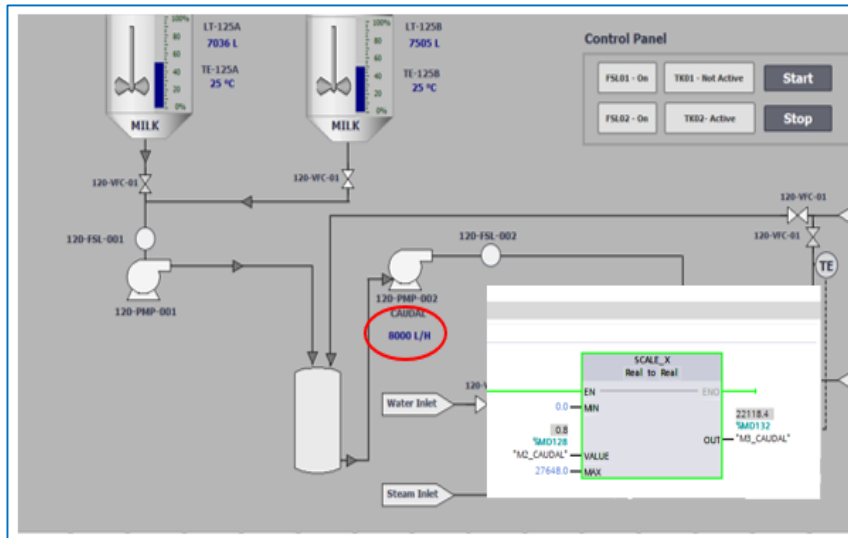 100%
80
60
40
20
0%
LT-125A
7036 L
TE-125A
25 ºC
MILK
100%
80
60
40
20
0%
LT-125B
7505 L
TE-125B
25 ºC
MILK
Control Panel
FSL01 - On
TK01 - Not Active
Start
FSL02 - On
TK02- Active
Stop
120-VFC-01
120-VFC-01
120-VFC-01
120-VFC-01
120-FSL-001
120-FSL-002
TE
120-PMP-001
120-PMP-002
CAUDAL
8000 L/H
Water Inlet
120-V
Steam Inlet
SCALE_X
Real to Real
EN
ENO
0.0
MIN
0.8
%MD128
"M2_CAUDAL"
VALUE
27648.0
MAX
22118.4
%MD132
OUT
"M3_CAUDAL"